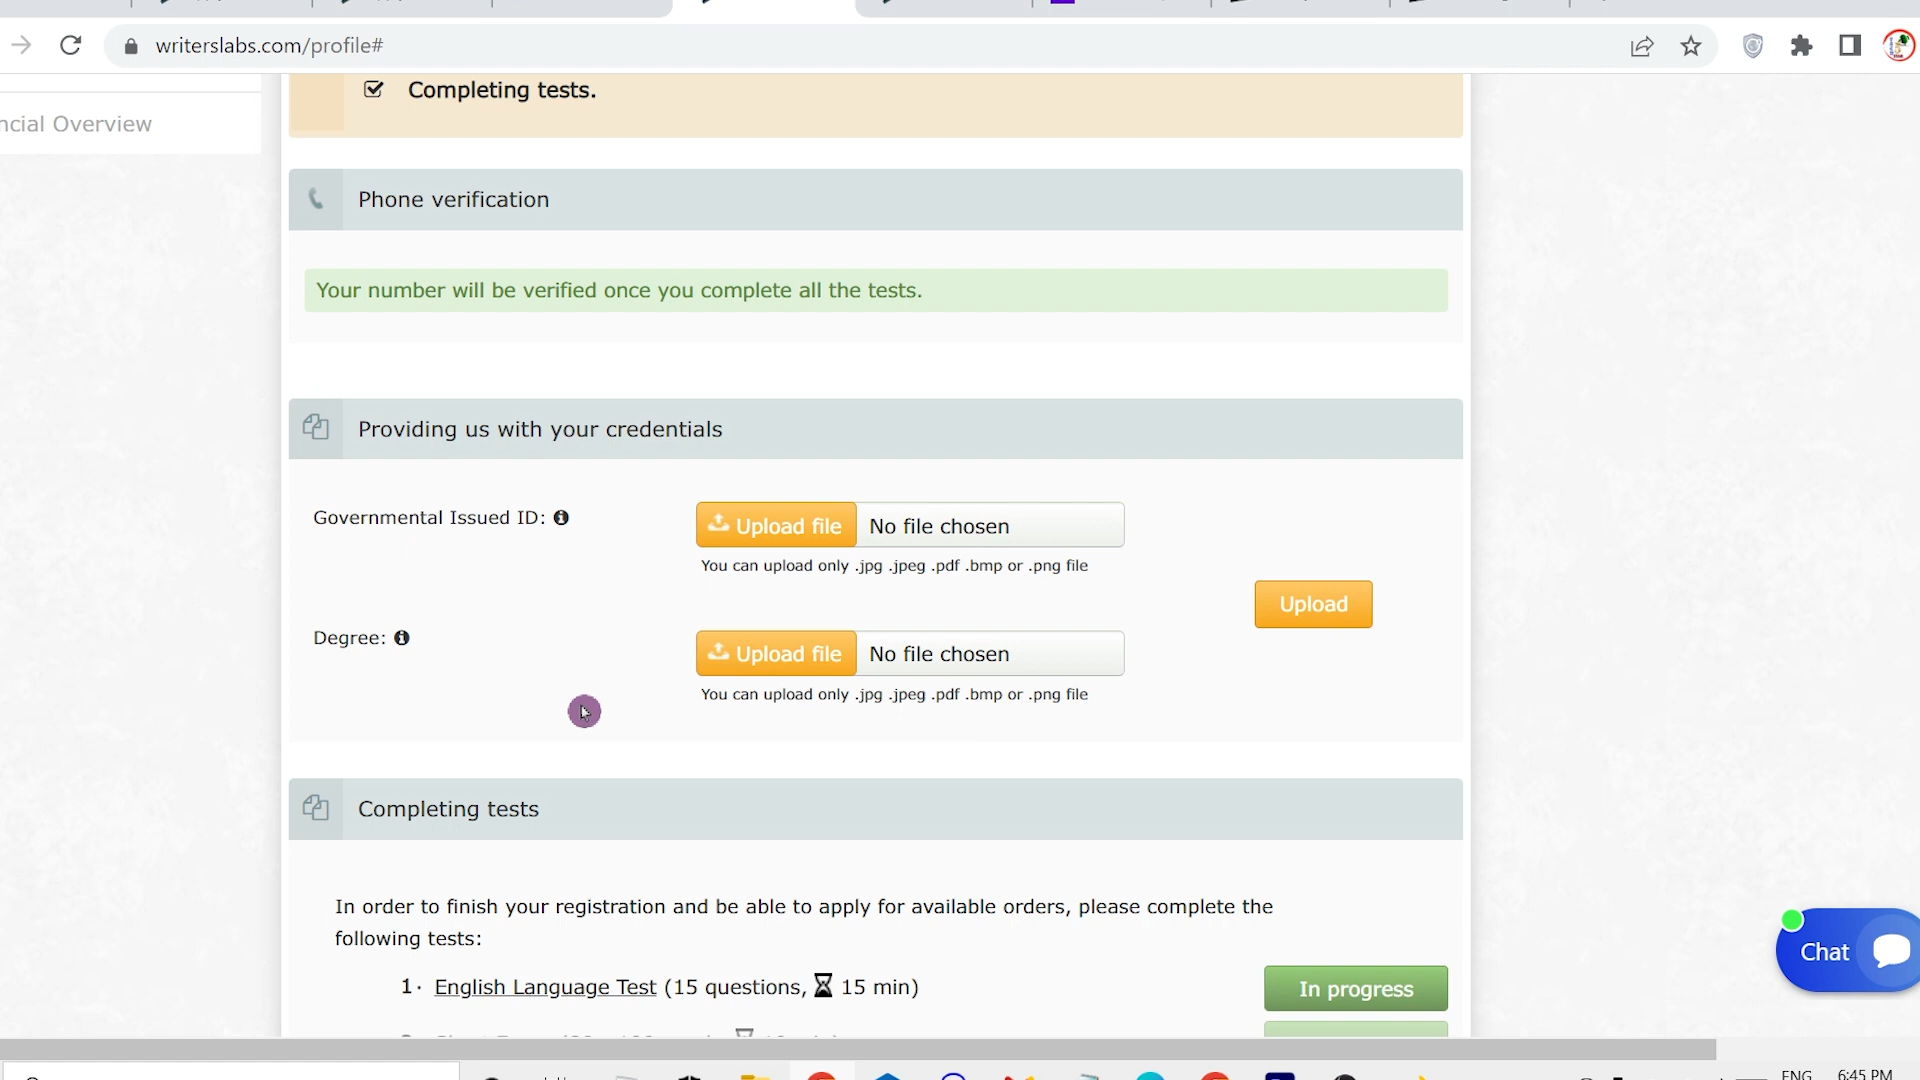 writerslabs.com/profile#
Completing tests.
ncial Overview
Phone verification
Your number will be verified once you complete all the tests.
Providing us with your credentials
Governmental Issued ID:
Upload file No file chosen
You can upload only .jpg .jpeg .pdf .bmp or .png file
Upload
Degree:
Upload file No file chosen
You can upload only .jpg .jpeg .pdf .bmp or .png file
Completing tests
In order to finish your registration and be able to apply for available orders, please complete the
following tests:
1. English Language Test (15 questions, 15 min)
In progress
Chat
ENG 6:45 PM